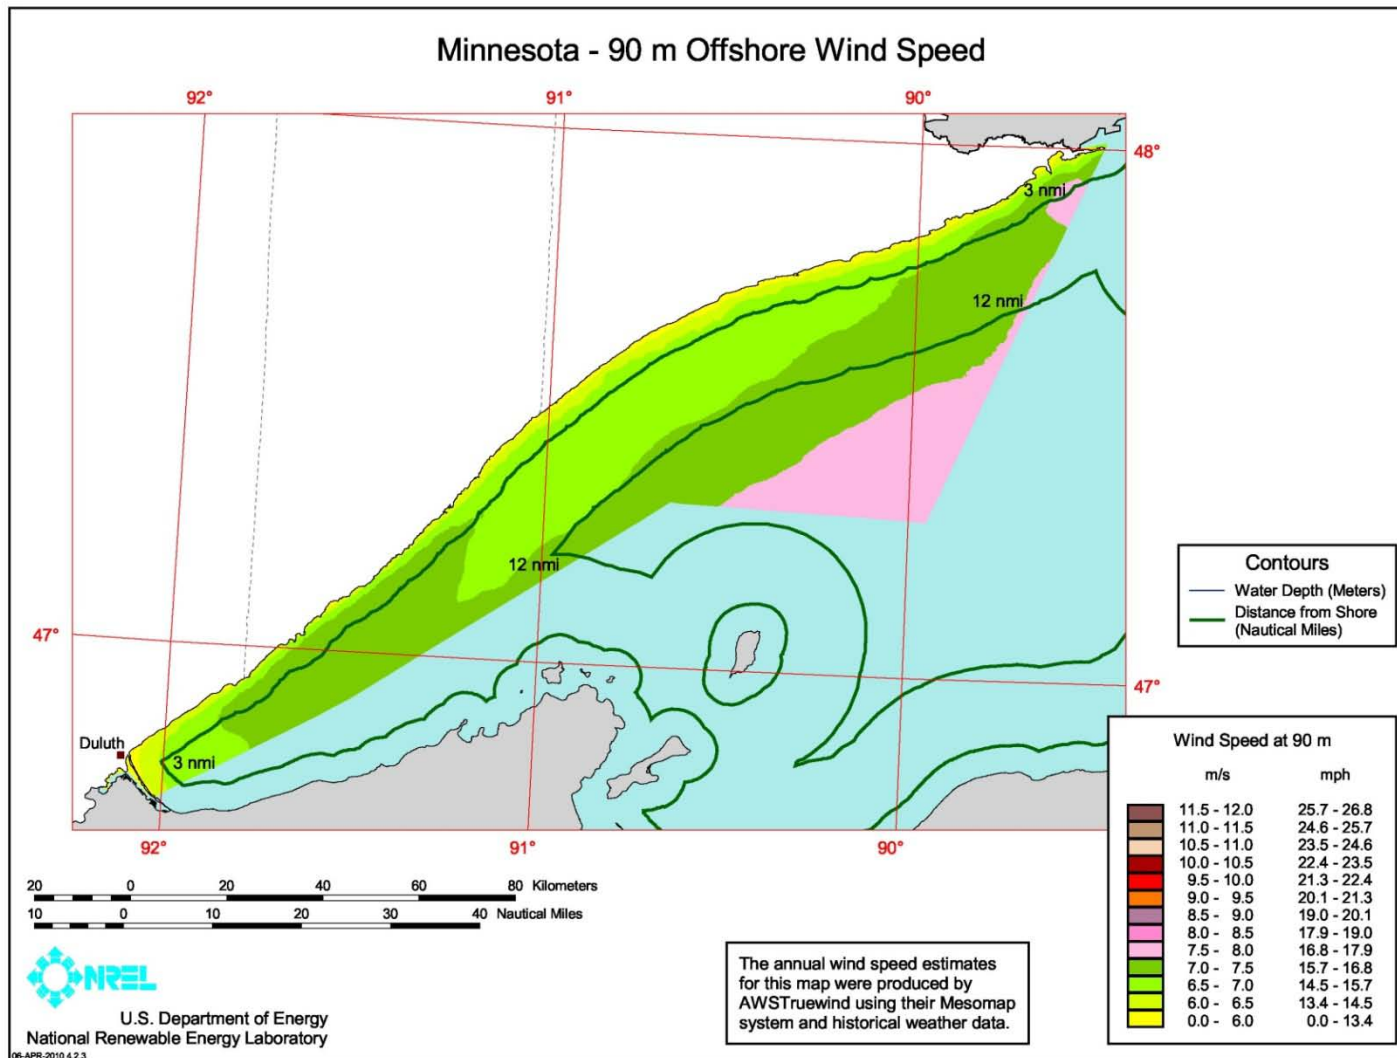 Minnesota - 90 m Offshore Wind Speed
92° 91° 90°
48°
3 nmi
12 nmi
12 nmi
47°
47°
Duluth
3 nmi
92° 91° 90°
Contours
Water Depth (Meters)
Distance from Shore
(Nautical Miles)
Wind Speed at 90 m
m/s mph
11.5 - 12.0 25.7 - 26.8
11.0 - 11.5 24.6 - 25.7
10.5 - 11.0 23.5 - 24.6
10.0 - 10.5 22.4 - 23.5
9.5 - 10.0 21.3 - 22.4
9.0 - 9.5 20.1 - 21.3
8.5 - 9.0 19.0 - 20.1
8.0 - 8.5 17.9 - 19.0
7.5 - 8.0 16.8 - 17.9
7.0 - 7.5 15.7 - 16.8
6.5 - 7.0 14.5 - 15.7
6.0 - 6.5 13.4 - 14.5
0.0 - 6.0 0.0 - 13.4
20 0 20 40 60 80 Kilometers
10 0 10 20 30 40 Nautical Miles
NREL
U.S. Department of Energy
National Renewable Energy Laboratory
06-APR-2010 4.2.3
The annual wind speed estimates
for this map were produced by
AWSTruewind using their Mesomap
system and historical weather data.